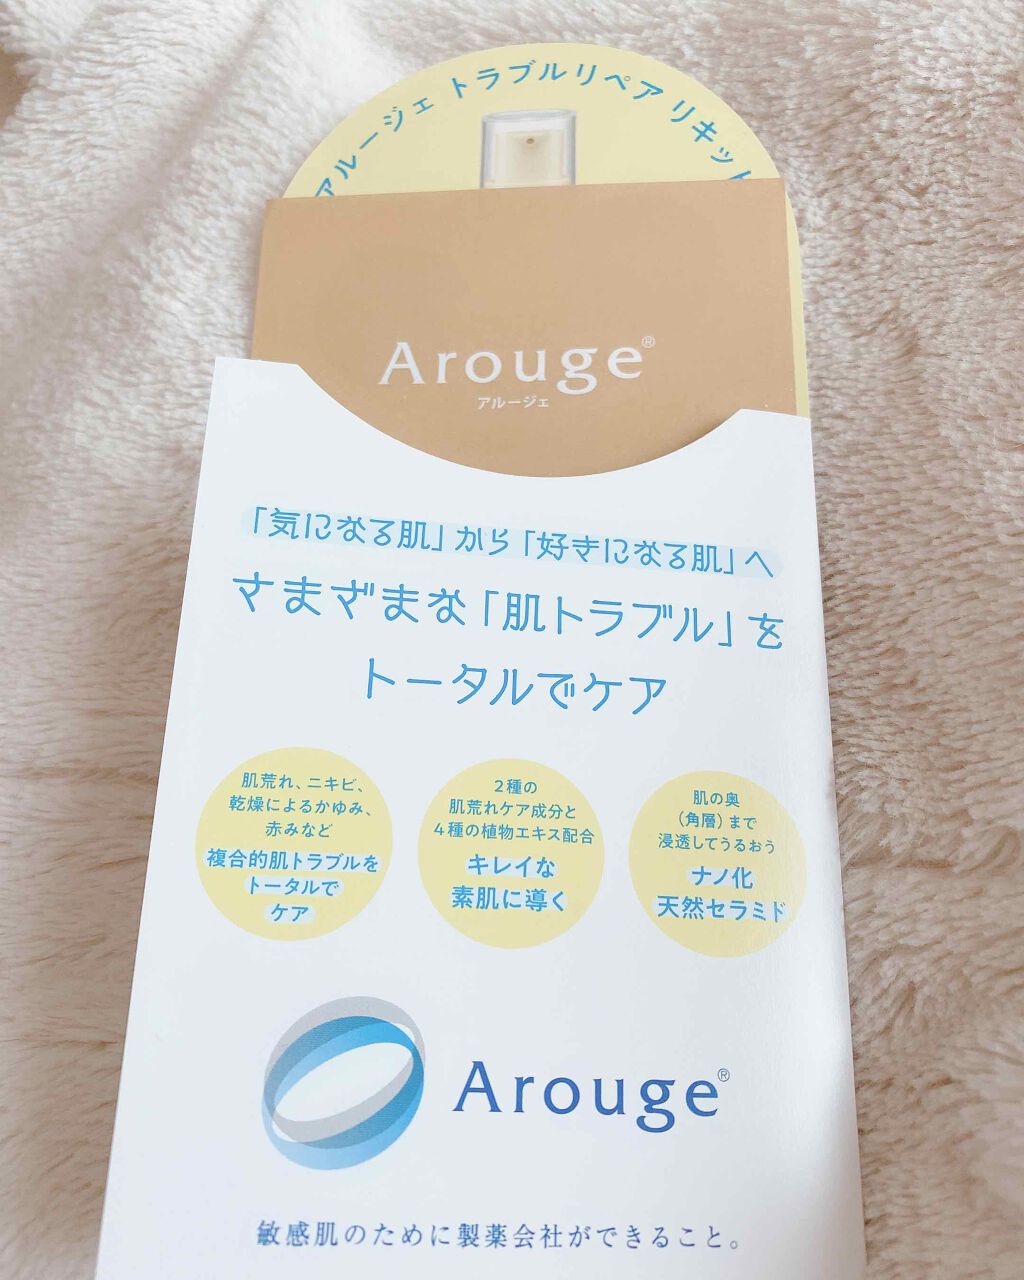 アルージェ トラブルリペア リキッド
Arouge®
アルージェ
「気になる肌」から「好きになる肌」へ
さまざまな「肌トラブル」を
トータルでケア
肌荒れ、ニキビ、
乾燥によるかゆみ、
赤みなど
複合的肌トラブルを
トータルで
ケア
2種の
肌荒れケア成分と
4種の植物エキス配合
キレイな
素肌に導く
肌の奥
（角層）まで
浸透してうるおう
ナノ化
天然セラミド
Arouge®
敏感肌のために製薬会社ができること。